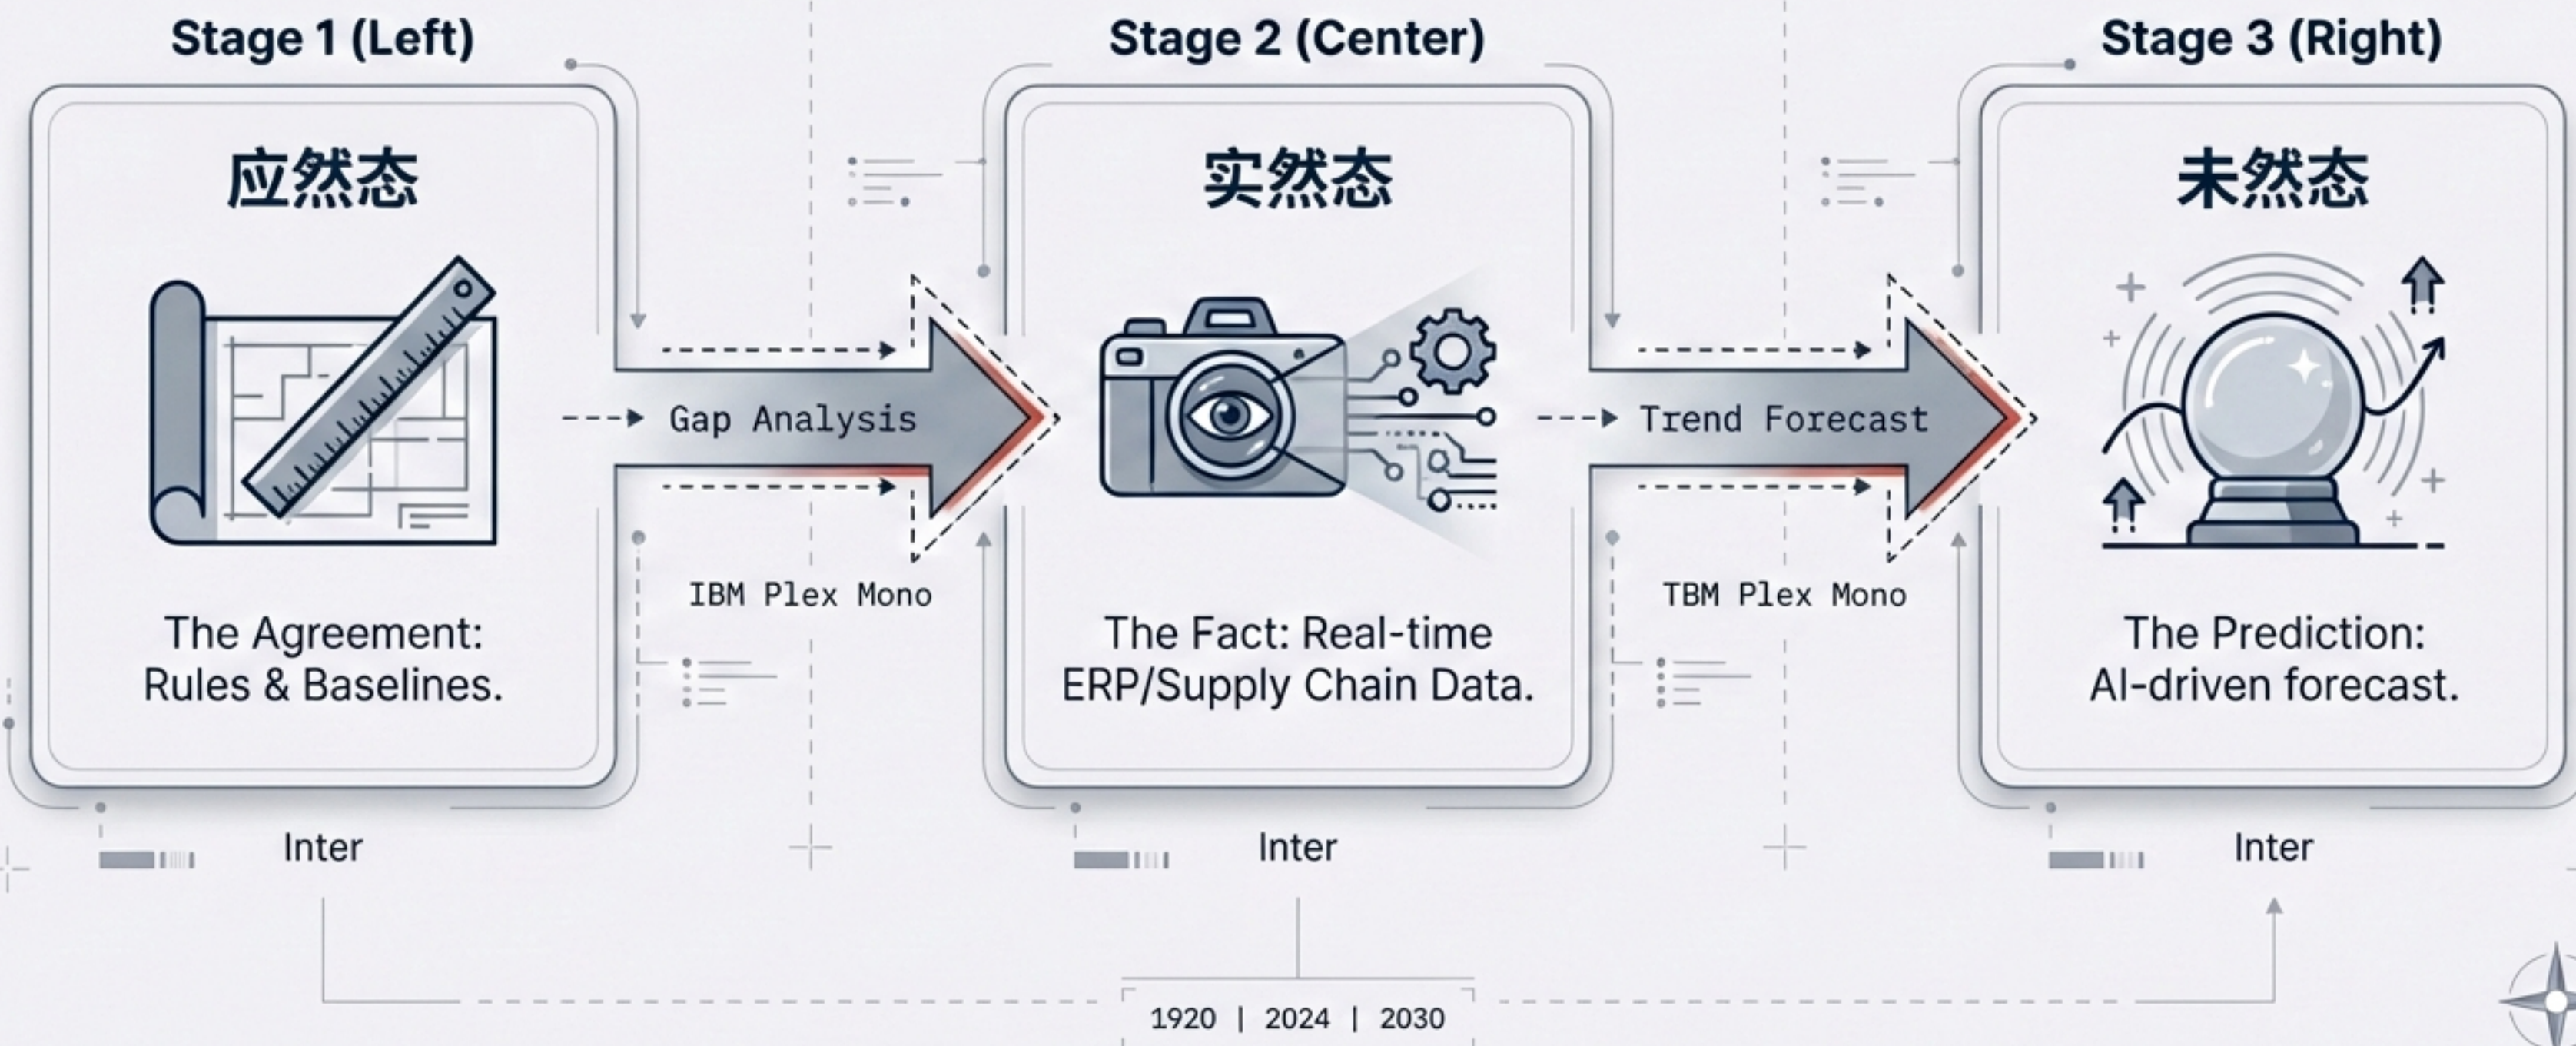 Stage 1 (Left)
应然态
The Agreement:
Rules & Baselines.
Inter
Gap Analysis
IBM Plex Mono
Stage 2 (Center)
实然态
The Fact: Real-time
ERP/Supply Chain Data.
Inter
Trend Forecast
TBM Plex Mono
Stage 3 (Right)
未然态
The Prediction:
AI-driven forecast.
Inter
1920 | 2024 | 2030